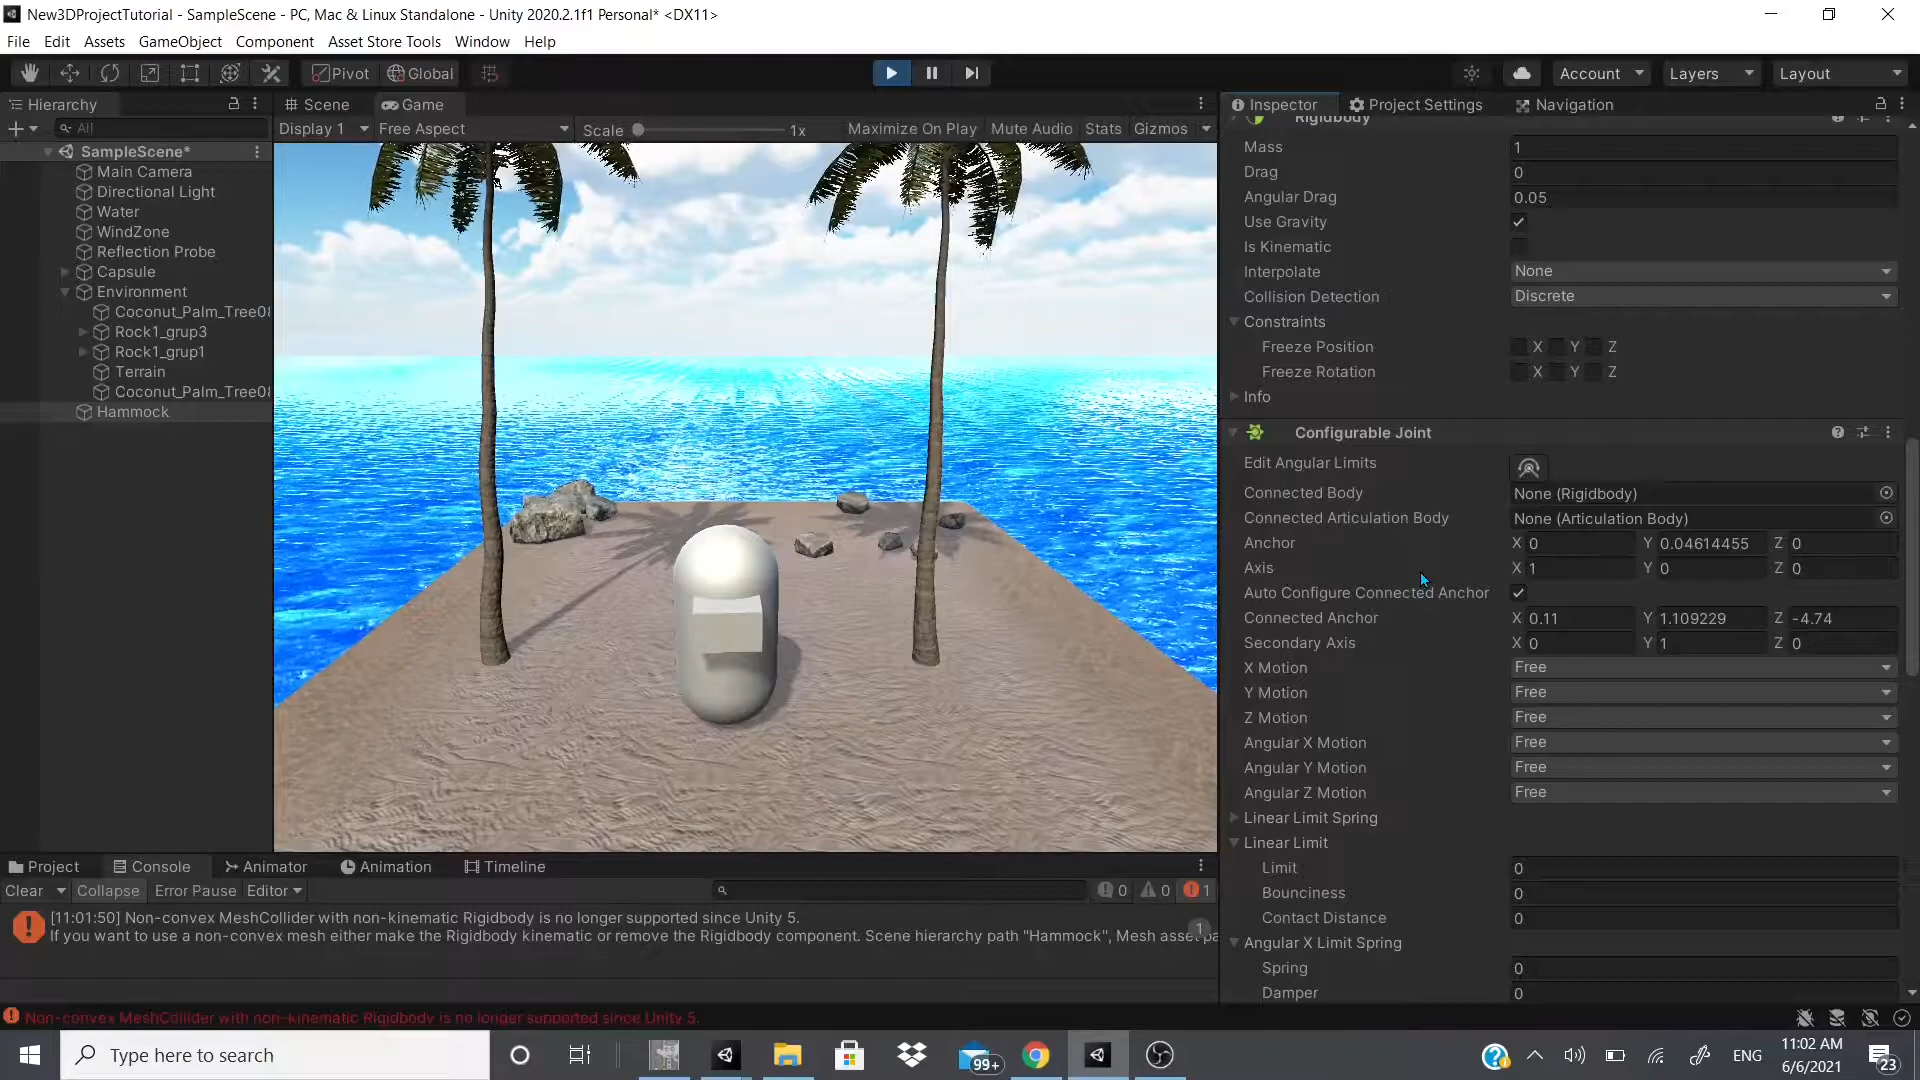 New3DProjectTutorial - SampleScene - PC, Mac & Linux Standalone - Unity 2020.2.1f1 Personal* <DX11>
File Edit Assets GameObject Component Asset Store Tools Window Help
Pivot Global Account Layers Layout
Hierarchy
All
SampleScene*
Main Camera
Directional Light
Water
WindZone
Reflection Probe
Capsule
Environment
Coconut_Palm_Tree0
Rock1_grup3
Rock1_grup1
Terrain
Coconut_Palm_Tree0
Hammock
Scene Game
Display 1 Free Aspect Scale 1x Maximize On Play Mute Audio Stats Gizmos
Inspector Project Settings Navigation
Rigidbody
Mass 1
Drag 0
Angular Drag 0.05
Use Gravity
Is Kinematic
Interpolate None
Collision Detection Discrete
Constraints
Freeze Position X Y Z
Freeze Rotation X Y Z
Info
Configurable Joint
Edit Angular Limits
Connected Body None (Rigidbody)
Connected Articulation Body None (Articulation Body)
Anchor X 0 Y 0.04614455 Z 0
Axis X 1 Y 0 Z 0
Auto Configure Connected Anchor
Connected Anchor X 0.11 Y 1.109229 Z -4.74
Secondary Axis X 0 Y 1 Z 0
X Motion Free
Y Motion Free
Z Motion Free
Angular X Motion Free
Angular Y Motion Free
Angular Z Motion Free
Linear Limit Spring
Linear Limit
Limit 0
Bounciness 0
Contact Distance 0
Angular X Limit Spring
Spring 0
Damper 0
Project Console Animator Animation Timeline
Clear Collapse Error Pause Editor 0 0 1
[11:01:50] Non-convex MeshCollider with non-kinematic Rigidbody is no longer supported since Unity 5.
If you want to use a non-convex mesh either make the Rigidbody kinematic or remove the Rigidbody component. Scene hierarchy path "Hammock", Mesh asset pa
1
Non-convex MeshCollider with non-kinematic Rigidbody is no longer supported since Unity 5.
Type here to search
99+
ENG
11:02 AM
6/6/2021
23